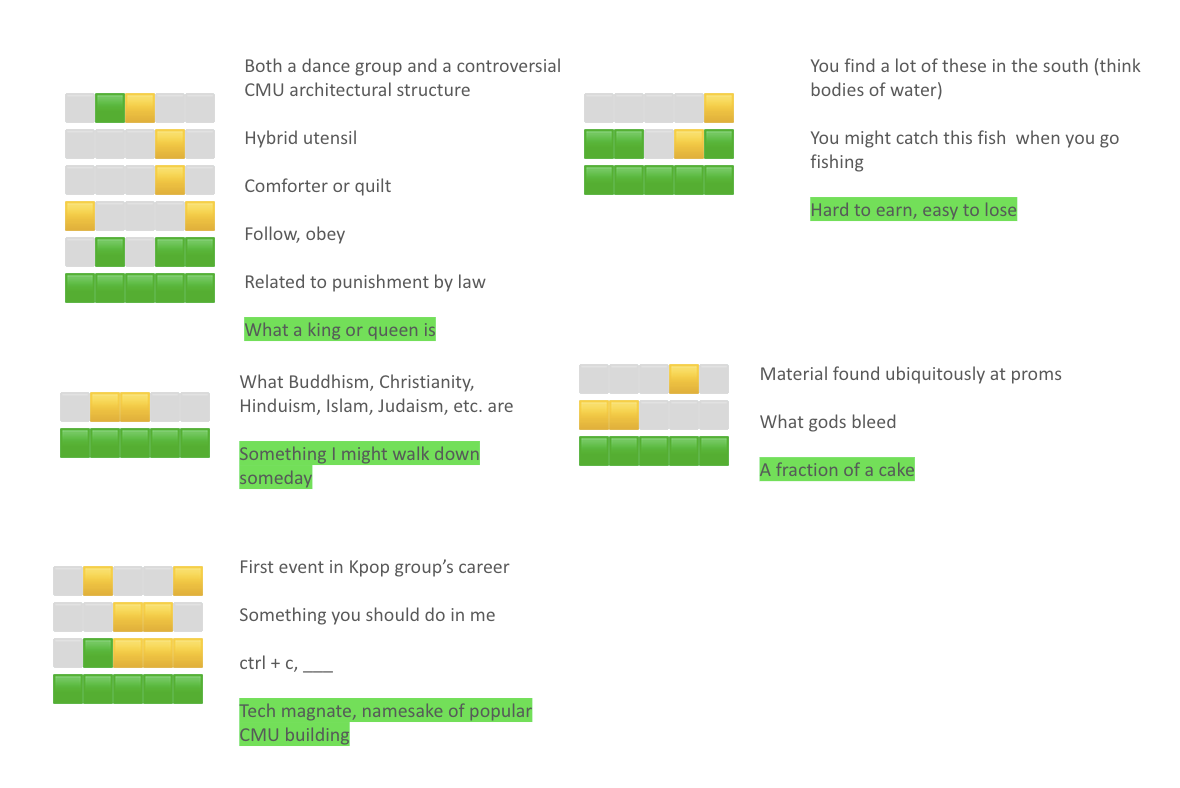 Both a dance group and a controversial
CMU architectural structure
Hybrid utensil
Comforter or quilt
Follow, obey
Related to punishment by law
What a king or queen is
You find a lot of these in the south (think
bodies of water)
You might catch this fish  when you go
fishing
Hard to earn, easy to lose
What Buddhism, Christianity,
Hinduism, Islam, Judaism, etc. are
Something I might walk down
someday
Material found ubiquitously at proms
What gods bleed
A fraction of a cake
First event in Kpop group’s career
Something you should do in me
ctrl + c, ___
Tech magnate, namesake of popular
CMU building